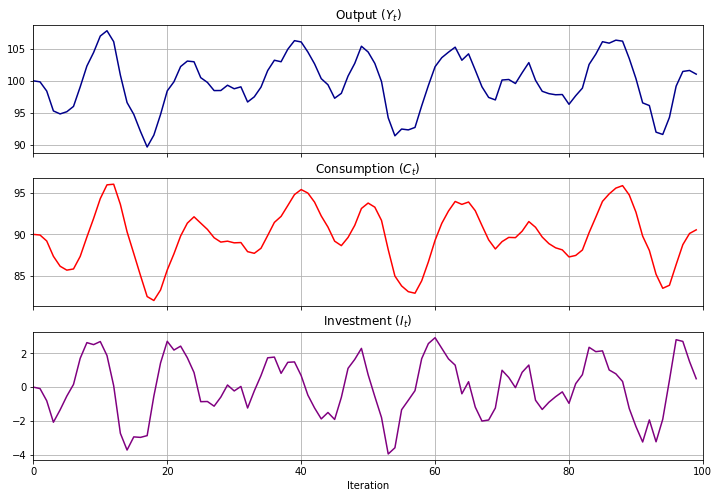 Output (Y_t)
105
100
95
90
Consumption (C_t)
95
90
85
Investment (I_t)
2
0
−2
−4
0 20 40 60 80 100
Iteration